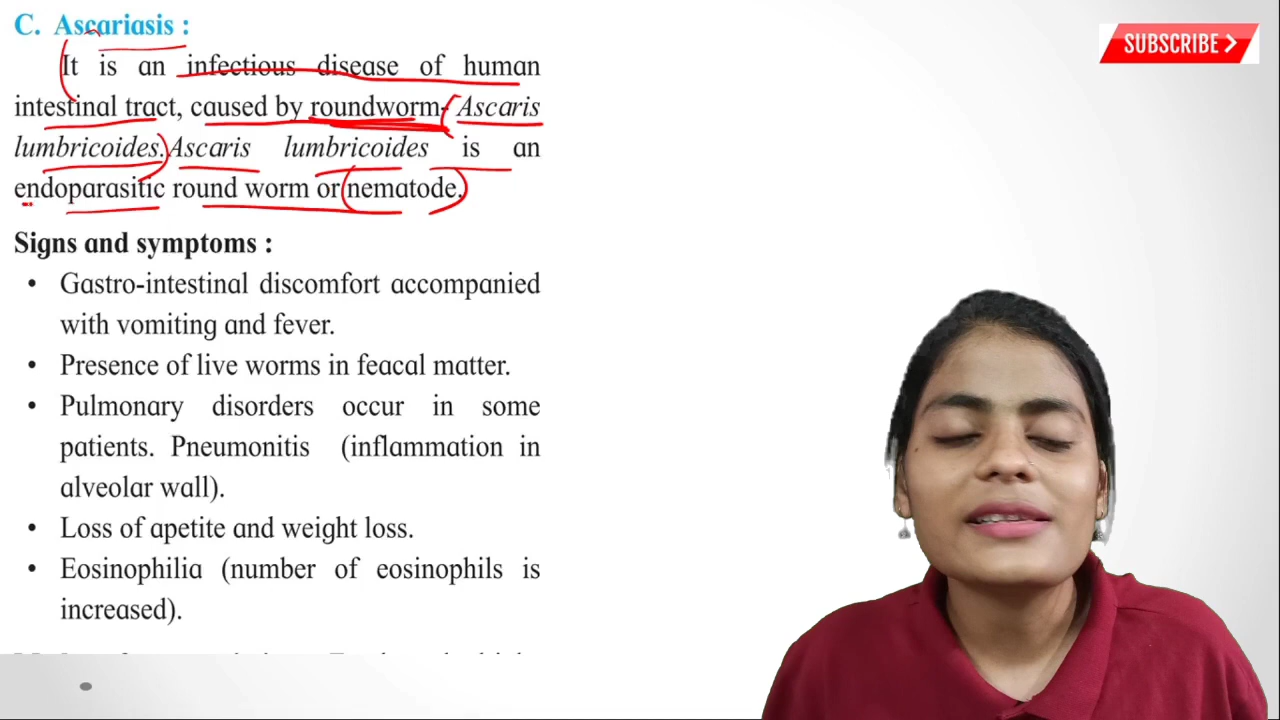 C. Ascariasis :
It is an infectious disease of human
intestinal tract, caused by roundworm- Ascaris
lumbricoides. Ascaris lumbricoides is an
endoparasitic round worm or nematode.
Signs and symptoms :
• Gastro-intestinal discomfort accompanied
with vomiting and fever.
• Presence of live worms in feacal matter.
• Pulmonary disorders occur in some
patients. Pneumonitis (inflammation in
alveolar wall).
• Loss of apetite and weight loss.
• Eosinophilia (number of eosinophils is
increased).
SUBSCRIBE